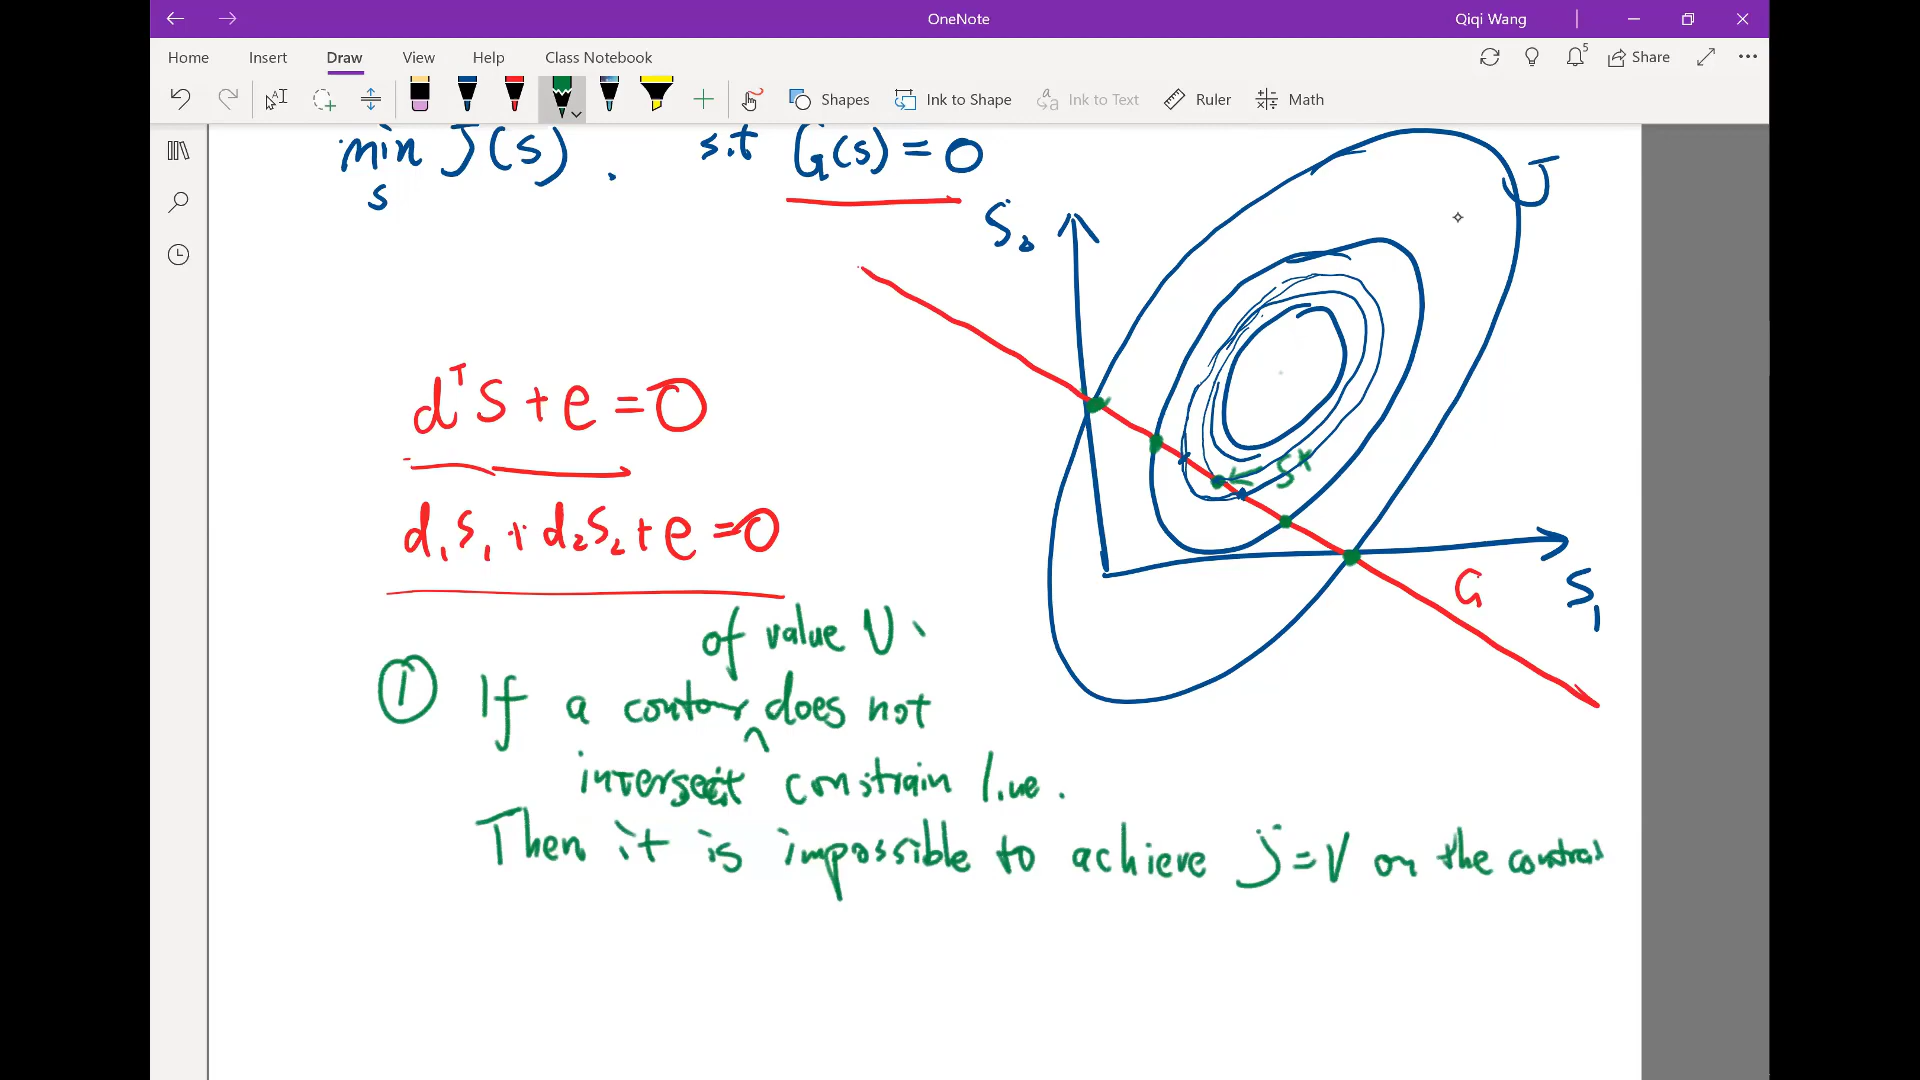 OneNote
Qiqi Wang
Home Insert Draw View Help Class Notebook
5 Share
Shapes Ink to Shape Ink to Text Ruler Math
min J(s) . s.t G(s) = 0
s
J
S₂
dᵀs + e = 0
s*
d₁s₁ + d₂s₂ + e = 0
G
S₁
of value V
① If a contour ^ does not
intersect constrain line.
Then it is impossible to achieve J = V on the